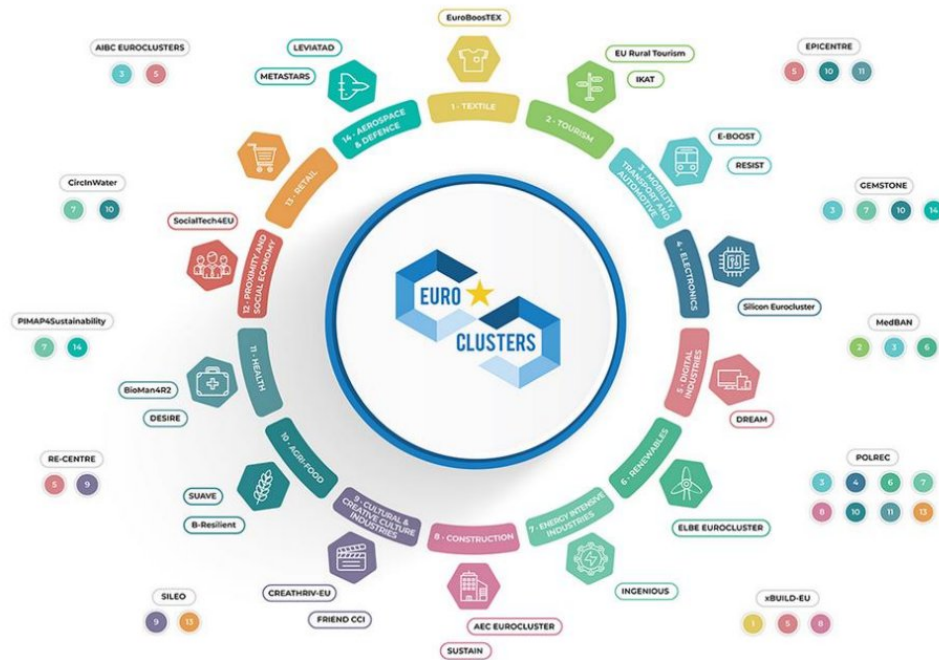 EuroBoosTEX
AIBC EUROCLUSTERS
3 5
LEVIATAD
METASTARS
EU Rural Tourism
IKAT
EPICENTRE
5 10 11
1 - TEXTILE
14 - AEROSPACE & DEFENCE
2 - TOURISM
E-BOOST
RESIST
13 - RETAIL
3 - MOBILITY, TRANSPORT AND AUTOMOTIVE
CircInWater
7 10
GEMSTONE
3 7 10 14
SocialTech4EU
12 - PROXIMITY AND SOCIAL ECONOMY
4 - ELECTRONICS
Silicon Eurocluster
EURO
CLUSTERS
PIMAP4Sustainability
7 14
MedBAN
2 3 6
11 - HEALTH
5 - DIGITAL INDUSTRIES
BioMan4R2
DESIRE
DREAM
RE-CENTRE
5 9
10 - AGRI-FOOD
6 - RENEWABLES
POLREC
3 4 6 7
8 10 11 13
SUAVE
B-Resilient
9 - CULTURAL & CREATIVE CULTURE INDUSTRIES
8 - CONSTRUCTION
7 - ENERGY INTENSIVE INDUSTRIES
ELBE EUROCLUSTER
CREATHRIV-EU
FRIEND CCI
INGENIOUS
AEC EUROCLUSTER
SUSTAIN
SILEO
9 13
xBUILD-EU
1 5 8